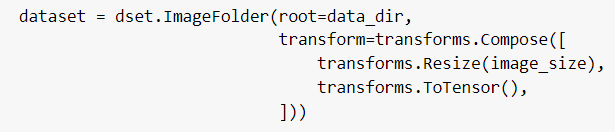 dataset = dset.ImageFolder(root=data_dir,
                           transform=transforms.Compose([
                               transforms.Resize(image_size),
                               transforms.ToTensor(),
                           ]))